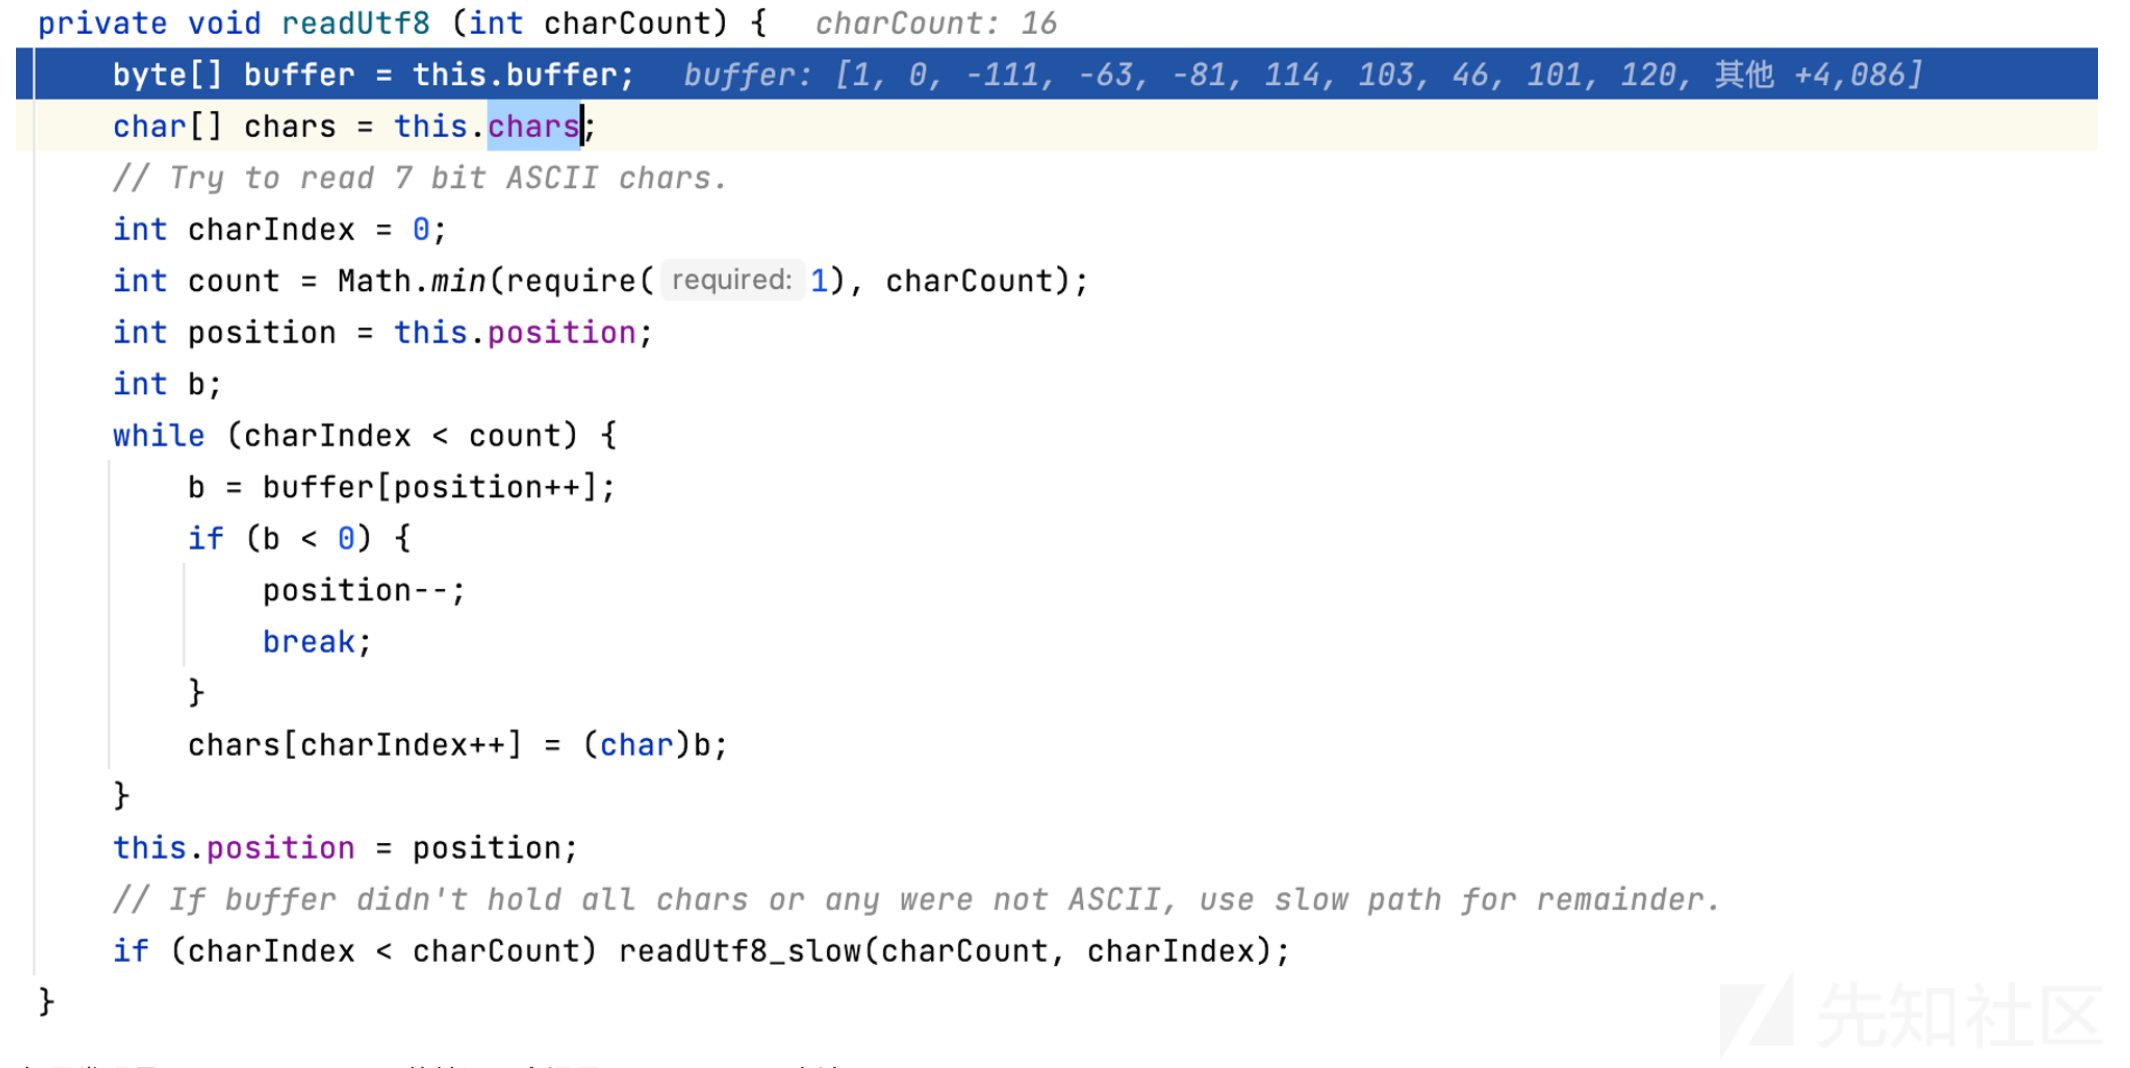 private void readUtf8 (int charCount) {   charCount: 16
byte[] buffer = this.buffer;   buffer: [1, 0, -111, -63, -81, 114, 103, 46, 101, 120, 其他 +4,086]
char[] chars = this.chars;
// Try to read 7 bit ASCII chars.
int charIndex = 0;
int count = Math.min(require( required: 1), charCount);
int position = this.position;
int b;
while (charIndex < count) {
b = buffer[position++];
if (b < 0) {
position--;
break;
}
chars[charIndex++] = (char)b;
}
this.position = position;
// If buffer didn't hold all chars or any were not ASCII, use slow path for remainder.
if (charIndex < charCount) readUtf8_slow(charCount, charIndex);
}
先知社区